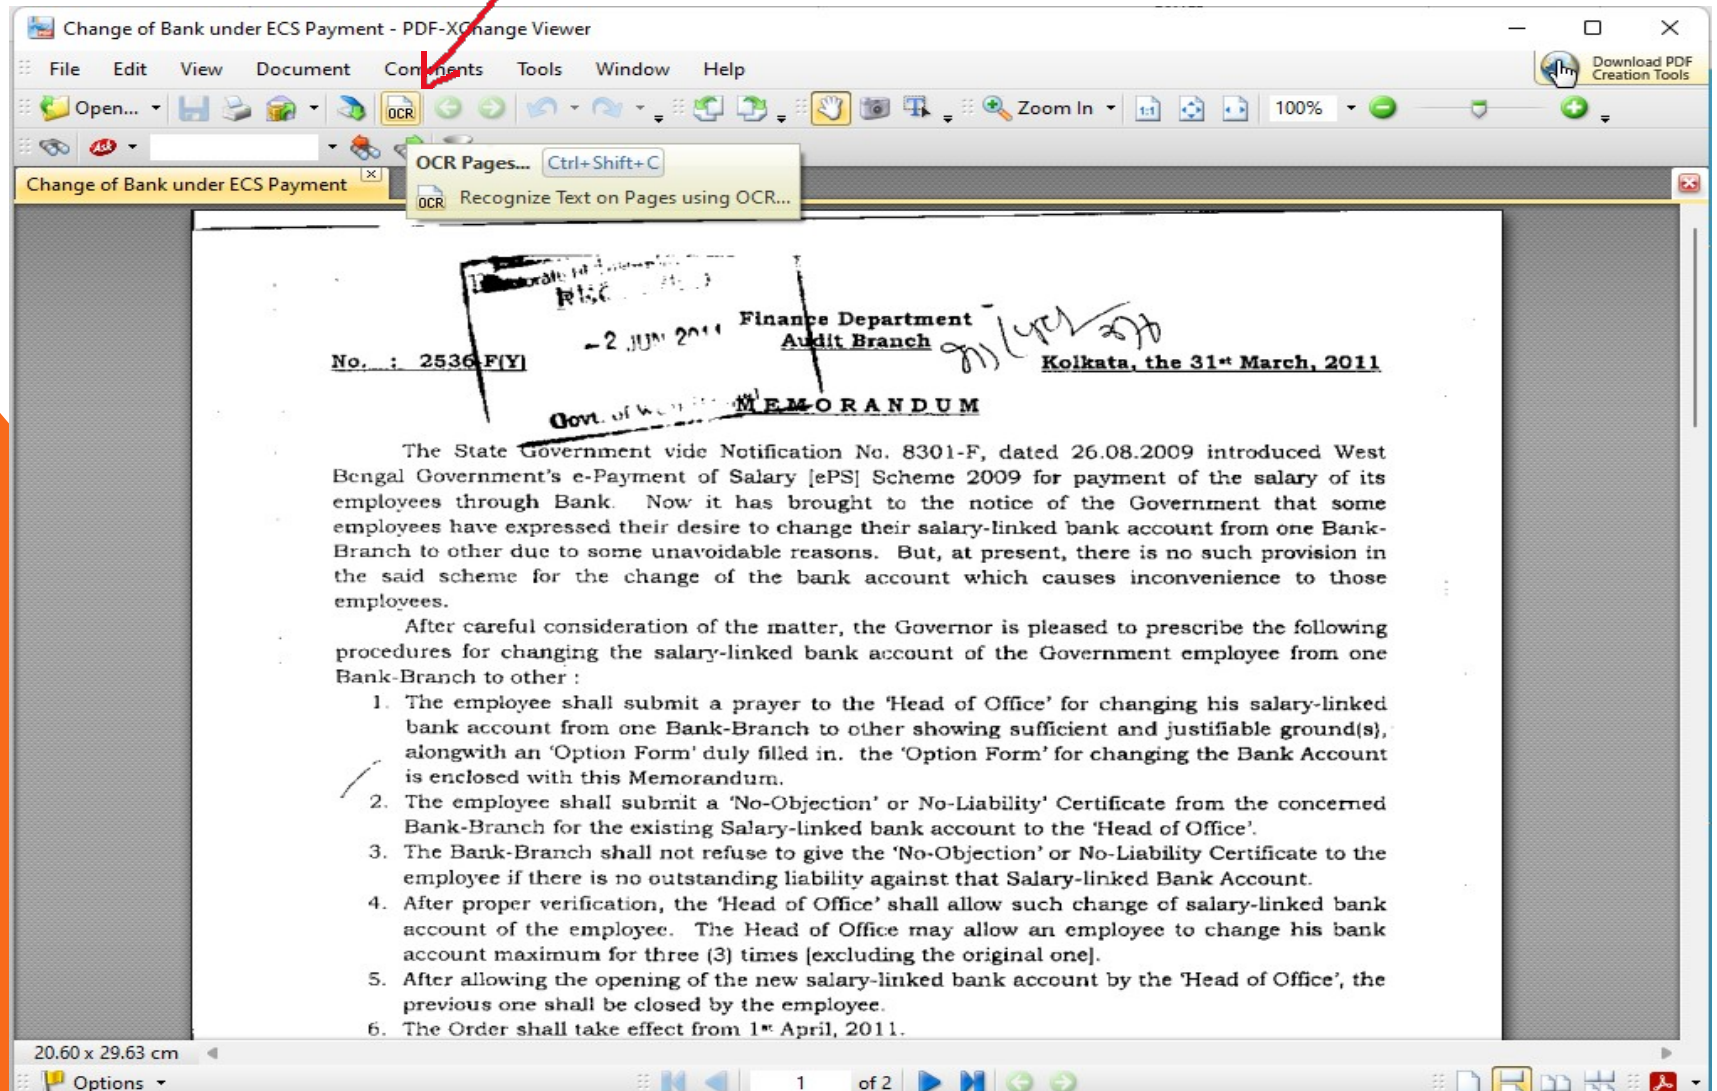 Change of Bank under ECS Payment - PDF-XChange Viewer
File Edit View Document Comments Tools Window Help
Download PDF
Creation Tools
Open... OCR Zoom In 1:1 100%
Ask
OCR Pages... Ctrl+Shift+C
Change of Bank under ECS Payment
OCR Recognize Text on Pages using OCR...
-2 JUN 2011
Finance Department
Audit Branch
No. : 2536-F(Y)
Kolkata, the 31st March, 2011
Govt. of
MEMORANDUM
The State Government vide Notification No. 8301-F, dated 26.08.2009 introduced West
Bengal Government's e-Payment of Salary [ePS] Scheme 2009 for payment of the salary of its
employees through Bank. Now it has brought to the notice of the Government that some
employees have expressed their desire to change their salary-linked bank account from one Bank-
Branch to other due to some unavoidable reasons. But, at present, there is no such provision in
the said scheme for the change of the bank account which causes inconvenience to those
employees.
After careful consideration of the matter, the Governor is pleased to prescribe the following
procedures for changing the salary-linked bank account of the Government employee from one
Bank-Branch to other :
1. The employee shall submit a prayer to the 'Head of Office' for changing his salary-linked
bank account from one Bank-Branch to other showing sufficient and justifiable ground(s),
alongwith an 'Option Form' duly filled in. the 'Option Form' for changing the Bank Account
is enclosed with this Memorandum.
2. The employee shall submit a 'No-Objection' or No-Liability' Certificate from the concerned
Bank-Branch for the existing Salary-linked bank account to the 'Head of Office'.
3. The Bank-Branch shall not refuse to give the 'No-Objection' or No-Liability Certificate to the
employee if there is no outstanding liability against that Salary-linked Bank Account.
4. After proper verification, the 'Head of Office' shall allow such change of salary-linked bank
account of the employee. The Head of Office may allow an employee to change his bank
account maximum for three (3) times [excluding the original one].
5. After allowing the opening of the new salary-linked bank account by the 'Head of Office', the
previous one shall be closed by the employee.
6. The Order shall take effect from 1st April, 2011.
20.60 x 29.63 cm
Options 1 of 2